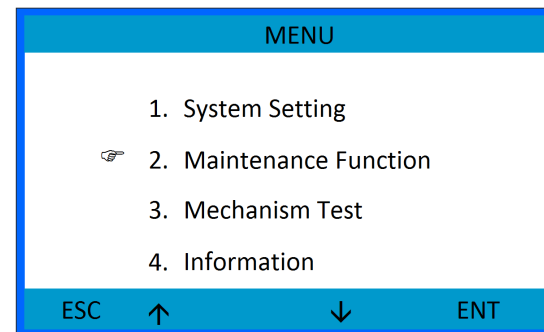 MENU
1. System Setting
☞ 2. Maintenance Function
3. Mechanism Test
4. Information
ESC ↑ ↓ ENT